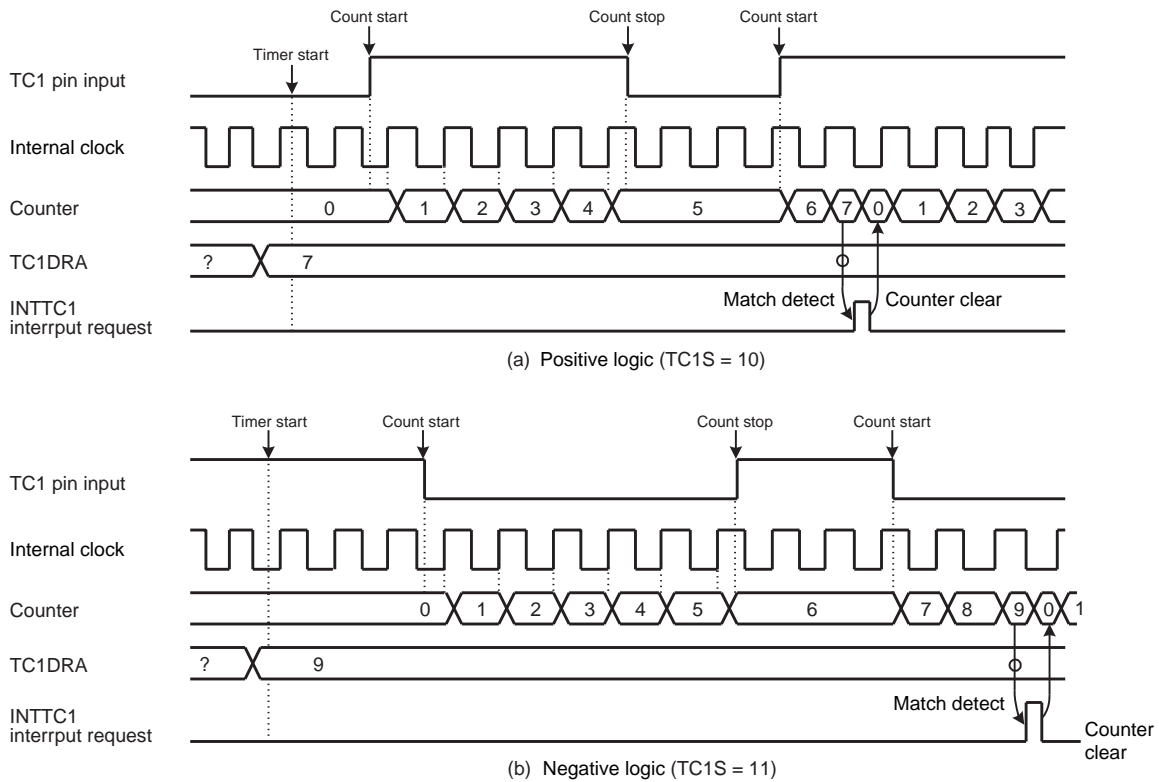 Count start Count stop Count start
Timer start
TC1 pin input
Internal clock
Counter 0 1 2 3 4 5 6 7 0 1 2 3
TC1DRA ? 7
Match detect Counter clear
INTTC1
interrput request
(a) Positive logic (TC1S = 10)
Timer start Count start Count stop Count start
TC1 pin input
Internal clock
Counter 0 1 2 3 4 5 6 7 8 9 0 1
TC1DRA ? 9
Match detect
INTTC1
interrput request
Counter
clear
(b) Negative logic (TC1S = 11)